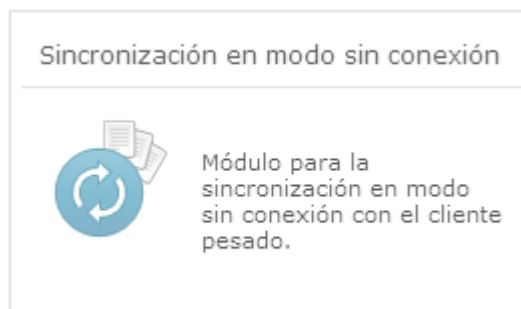 Sincronización en modo sin conexión
Módulo para la
sincronización en modo
sin conexión con el cliente
pesado.